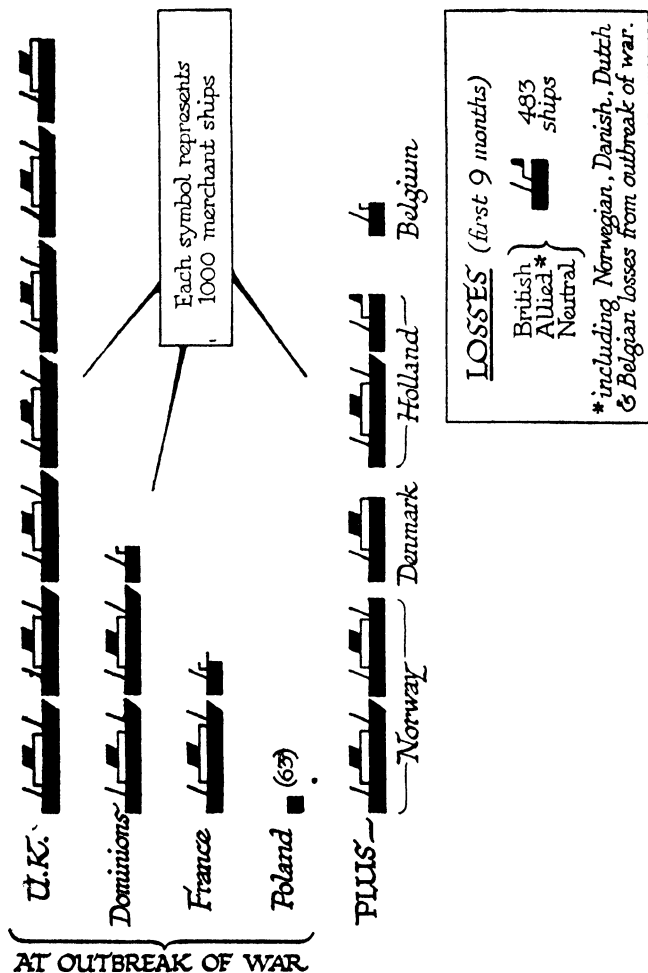 AT OUTBREAK OF WAR
U.K.
Dominions
France
Poland (63)
Each symbol represents
1000 merchant ships
PLUS
Norway
Denmark
Holland
Belgium
LOSSES (first 9 months)
British
Allied*
Neutral
483
ships
*including Norwegian, Danish, Dutch
& Belgian losses from outbreak of war.